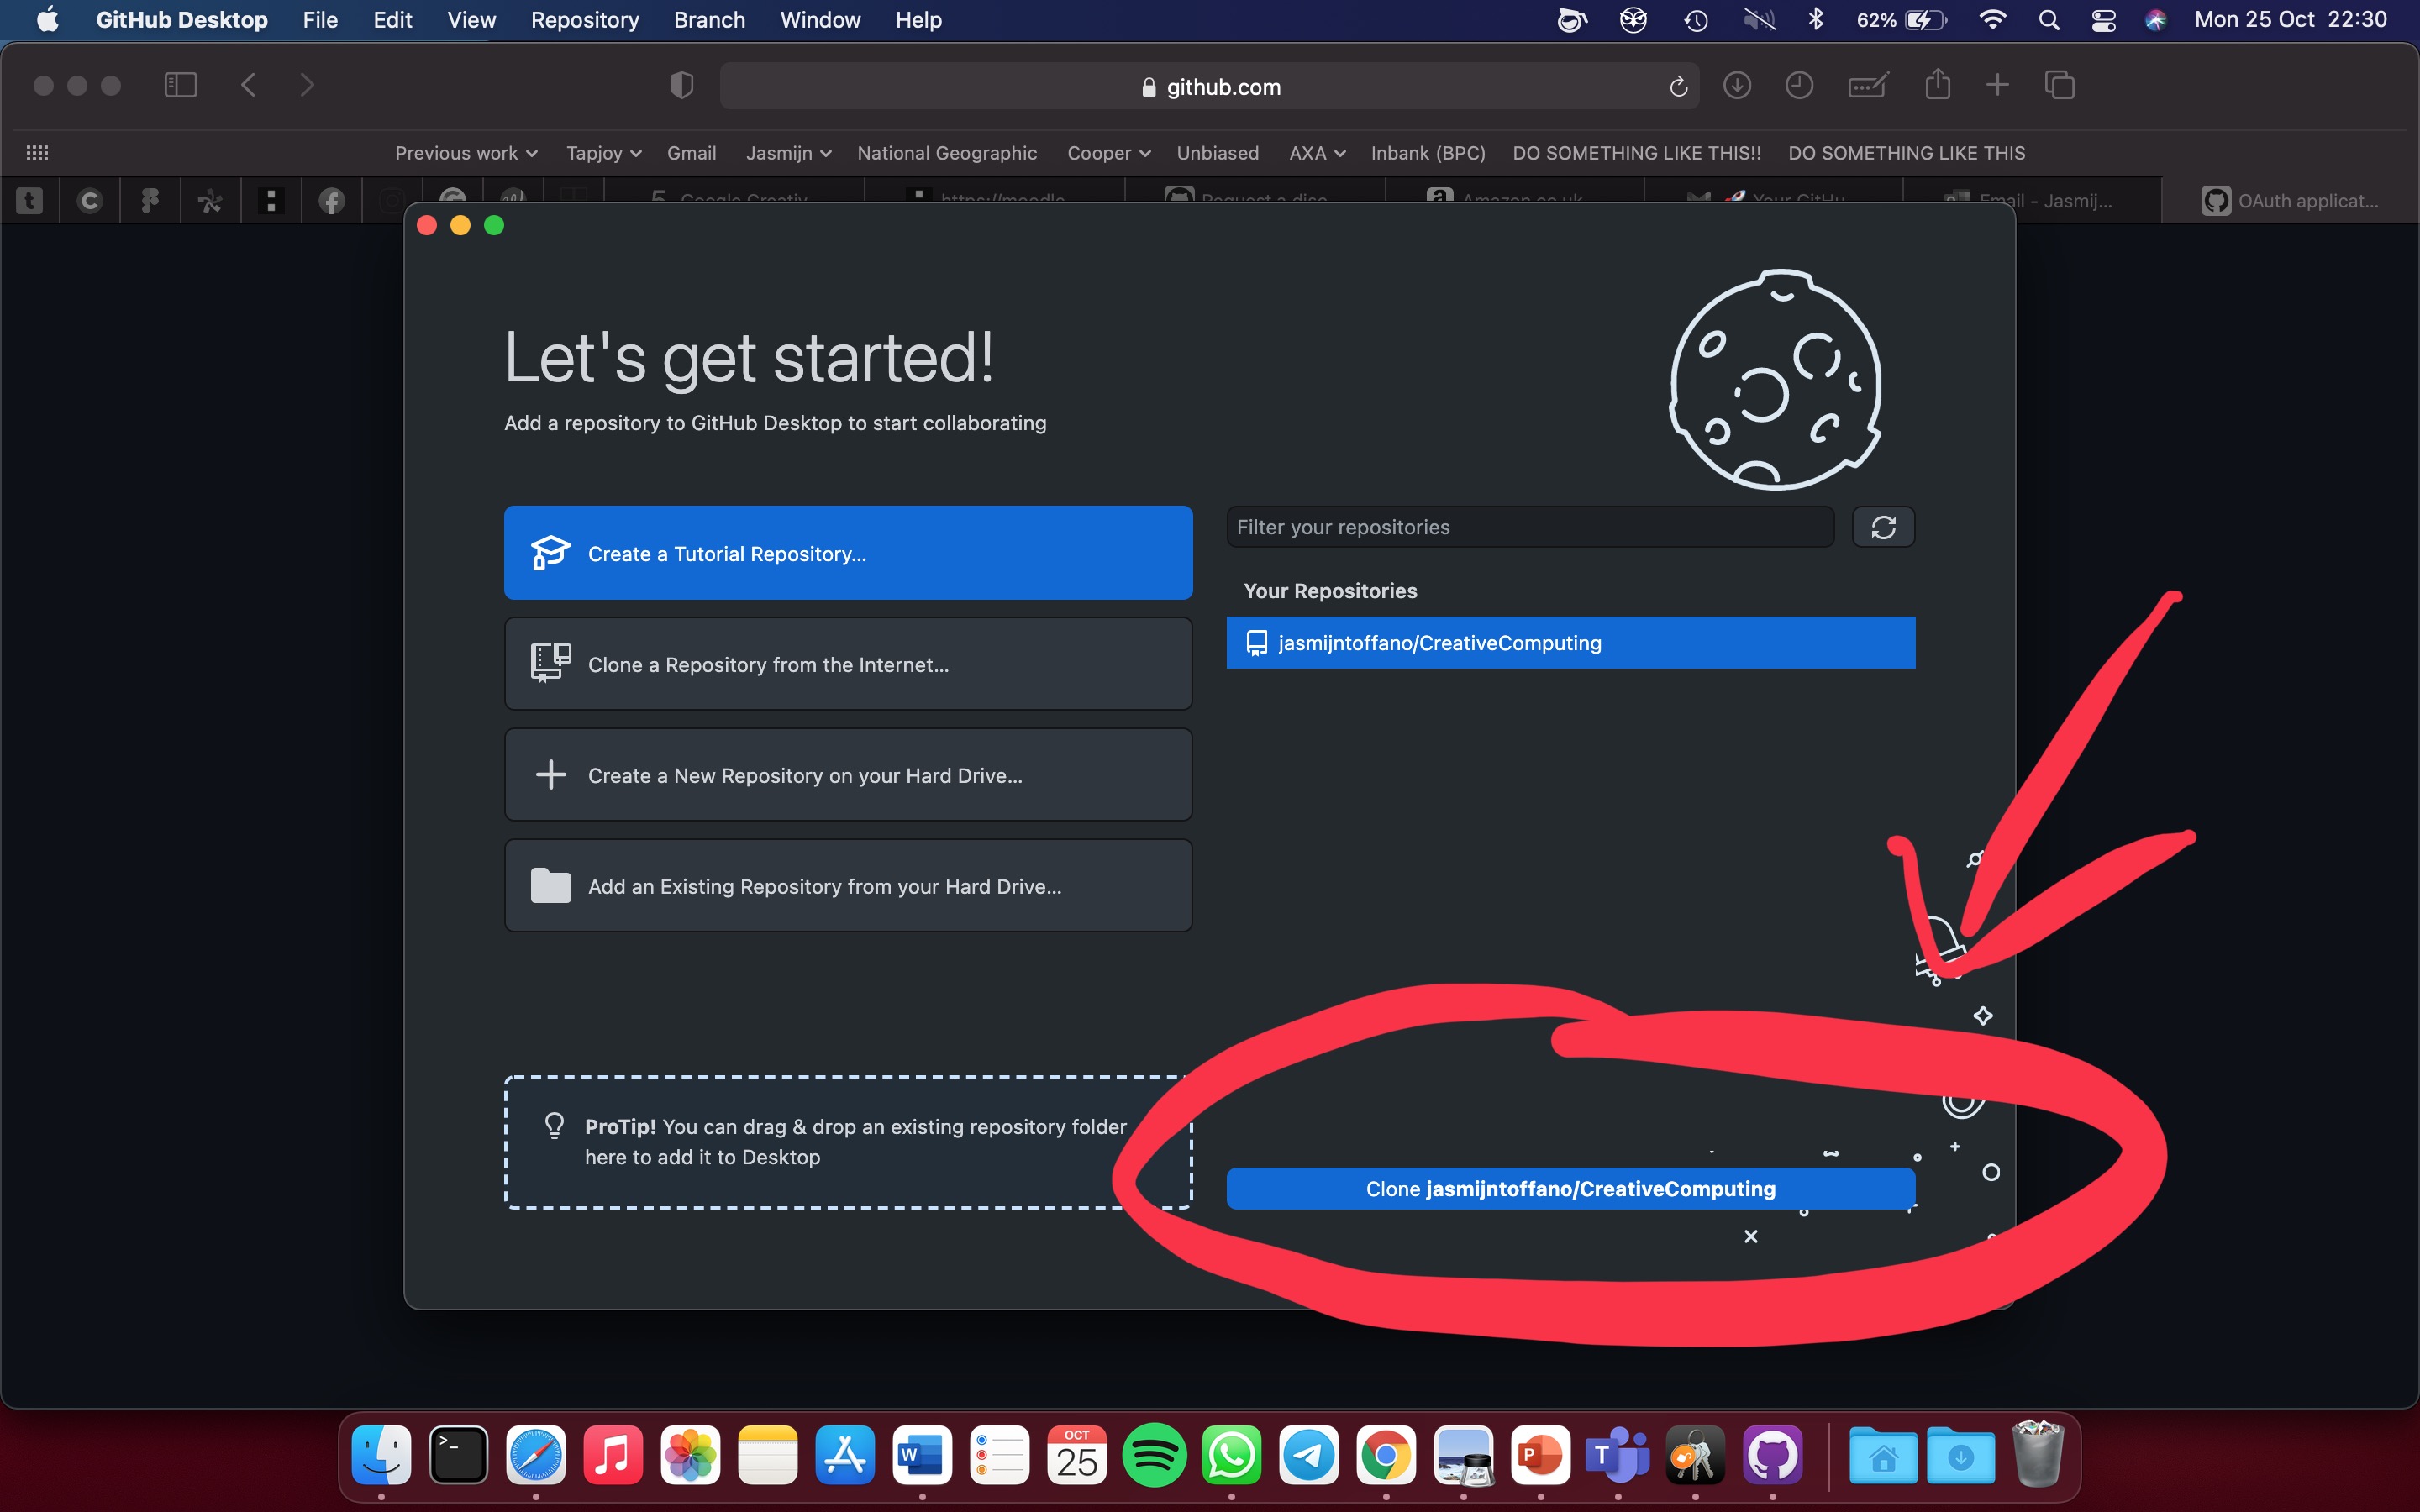 GitHub Desktop File Edit View Repository Branch Window Help 62% Mon 25 Oct 22:30
github.com
Previous work Tapjoy Gmail Jasmijn National Geographic Cooper Unbiased AXA Inbank (BPC) DO SOMETHING LIKE THIS!! DO SOMETHING LIKE THIS
Email - Jasmij... OAuth applicat...
Let's get started!
Add a repository to GitHub Desktop to start collaborating
Create a Tutorial Repository...
Clone a Repository from the Internet...
Create a New Repository on your Hard Drive...
Add an Existing Repository from your Hard Drive...
ProTip! You can drag & drop an existing repository folder
here to add it to Desktop
Filter your repositories
Your Repositories
jasmijntoffano/CreativeComputing
Clone jasmijntoffano/CreativeComputing
OCT
25